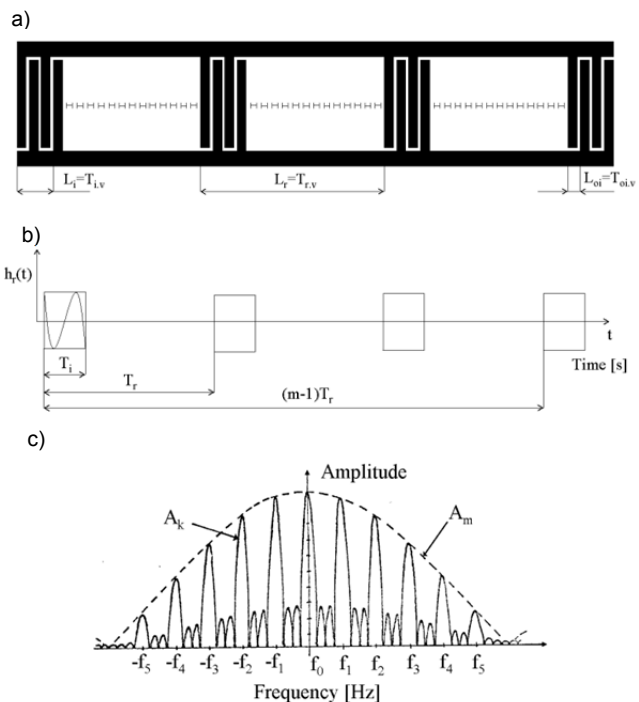 a)
Lᵢ=Tᵢ.ᵥ Lᵣ=Tᵣ.ᵥ Lₒᵢ=Tₒᵢ.ᵥ
b)
hᵣ(t)
t
Tᵢ Time [s]
Tᵣ
(m-1)Tᵣ
c)
Amplitude
Aₖ Aₘ
-f₅ -f₄ -f₃ -f₂ -f₁ f₀ f₁ f₂ f₃ f₄ f₅
Frequency [Hz]